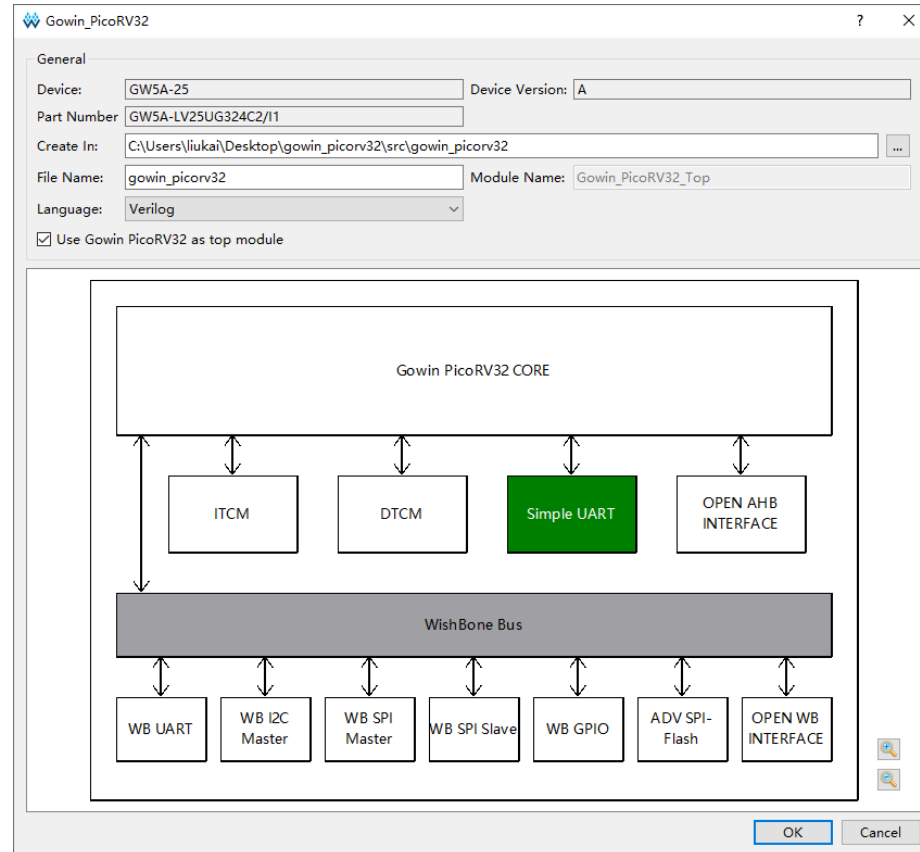 Gowin_PicoRV32 ? ×
General
Device: GW5A-25 Device Version: A
Part Number GW5A-LV25UG324C2/I1
Create In: C:\Users\liukai\Desktop\gowin_picorv32\src\gowin_picorv32 ...
File Name: gowin_picorv32 Module Name: Gowin_PicoRV32_Top
Language: Verilog
Use Gowin PicoRV32 as top module
Gowin PicoRV32 CORE
ITCM
DTCM
Simple UART
OPEN AHB
INTERFACE
WishBone Bus
WB UART
WB I2C
Master
WB SPI
Master
WB SPI Slave
WB GPIO
ADV SPI-
Flash
OPEN WB
INTERFACE
OK Cancel